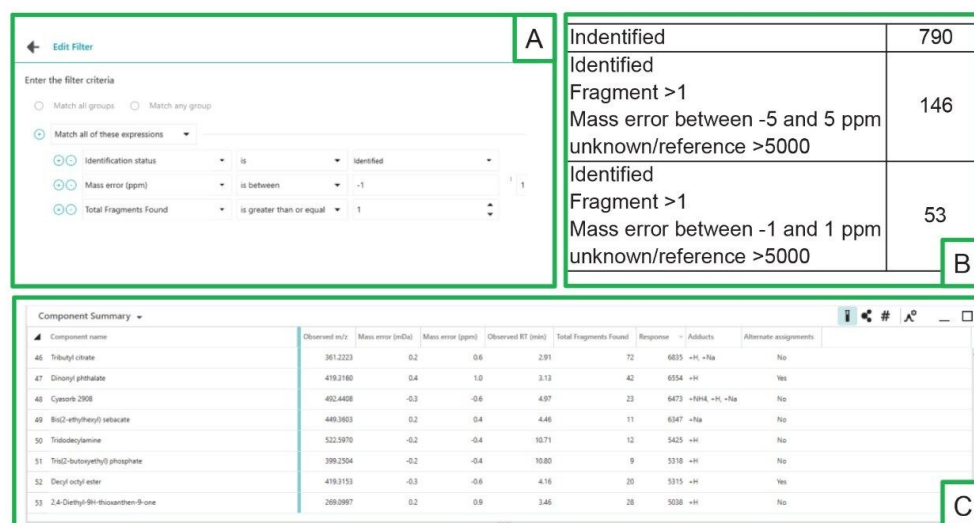 A
Edit Filter
Enter the filter criteria
Match all groups Match any group
Match all of these expressions
Identification status is Identified
Mass error (ppm) is between -1 1
Total Fragments Found is greater than or equal 1
Indentified 790
Identified
Fragment >1
Mass error between -5 and 5 ppm
unknown/reference >5000
146
Identified
Fragment >1
Mass error between -1 and 1 ppm
unknown/reference >5000
53
B
Component Summary
Component name Observed m/z Mass error (mDa) Mass error (ppm) Observed RT (min) Total Fragments Found Response Adducts Alternate assignments
46 Tributyl citrate 361.2223 0.2 0.6 2.91 72 6835 +H, +Na No
47 Dinonyl phthalate 419.3160 0.4 1.0 3.13 42 6554 +H Yes
48 Cyasorb 2908 492.4408 -0.3 -0.6 4.97 23 6473 +NH4, +H, +Na No
49 Bis(2-ethylhexyl) sebacate 449.3603 0.2 0.4 4.46 11 6347 +Na No
50 Tridodecylamine 522.5970 -0.2 -0.4 10.71 12 5425 +H No
51 Tris(2-butoxyethyl) phosphate 399.2504 -0.2 -0.4 10.80 9 5318 +H No
52 Decyl octyl ester 419.3153 -0.3 -0.6 4.16 20 5315 +H Yes
53 2,4-Diethyl-9H-thioxanthen-9-one 269.0997 0.2 0.9 3.46 28 5038 +H No
C